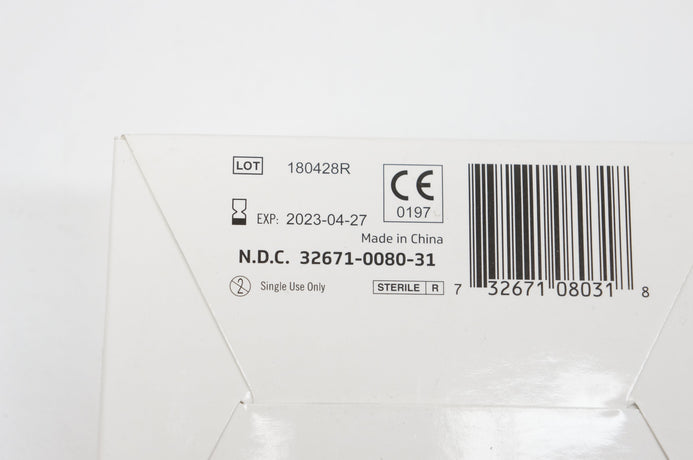 LOT 180428R
CE
0197
EXP: 2023-04-27
Made in China
N.D.C. 32671-0080-31
2 Single Use Only
STERILE R
7 32671 08031 8